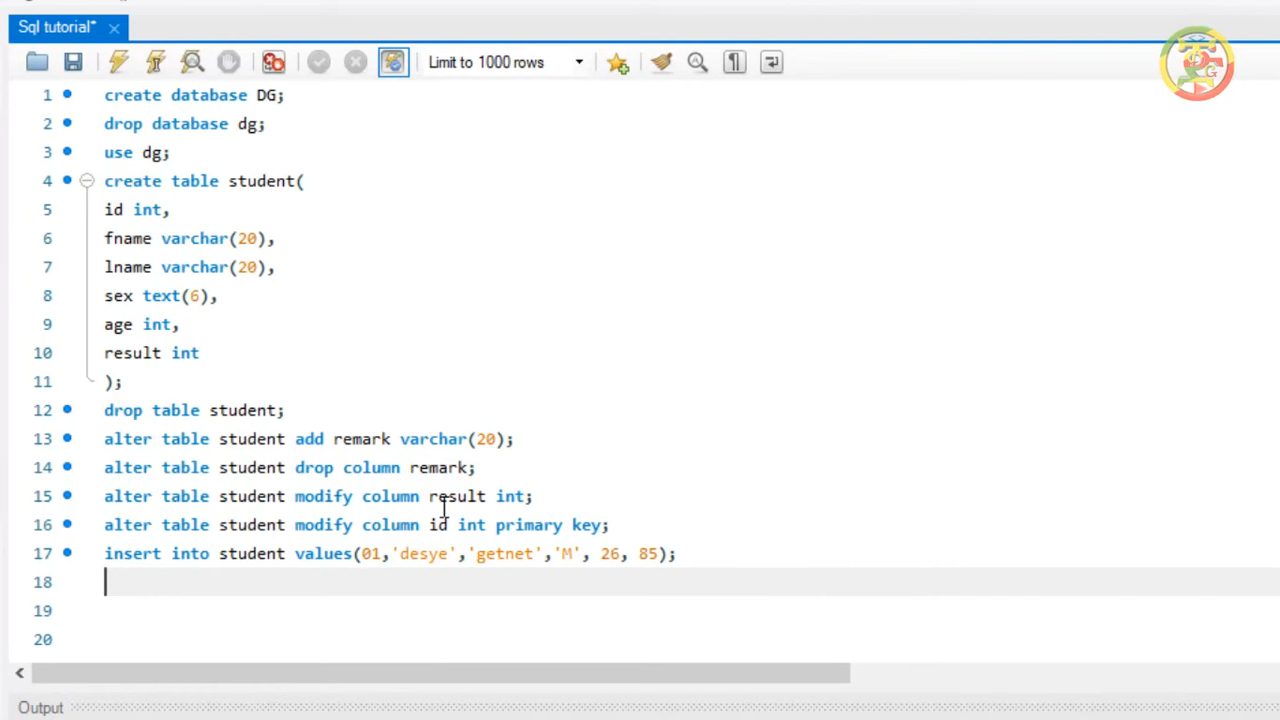 Sql tutorial*
Limit to 1000 rows
1 create database DG;
2 drop database dg;
3 use dg;
4 create table student(
5 id int,
6 fname varchar(20),
7 lname varchar(20),
8 sex text(6),
9 age int,
10 result int
11 );
12 drop table student;
13 alter table student add remark varchar(20);
14 alter table student drop column remark;
15 alter table student modify column result int;
16 alter table student modify column id int primary key;
17 insert into student values(01,'desye','getnet','M', 26, 85);
18
19
20
Output